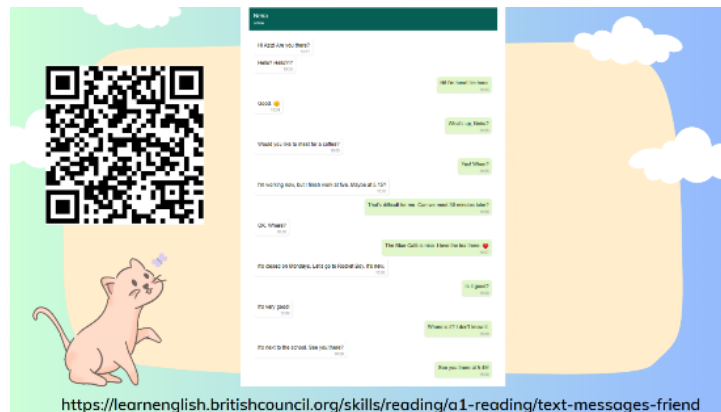 Nena
Hi Aziz! Are you there?
Hello? Hello??
Hi! I'm here! I'm here.
Good.
What's up, Nena?
Would you like to meet for a coffee?
Yes! When?
I'm working now, but I finish work at five. Maybe at 5.15?
That's difficult for me. Can we meet 30 minutes later?
OK. Where?
The Blue Café is nice. I love the tea there.
It's closed on Mondays. Let's go to Rocket Boy. It's new.
Is it good?
It's very good!
Where is it? I don't know it.
It's next to the school. See you there?
See you there at 5.45!
https://learnenglish.britishcouncil.org/skills/reading/a1-reading/text-messages-friend